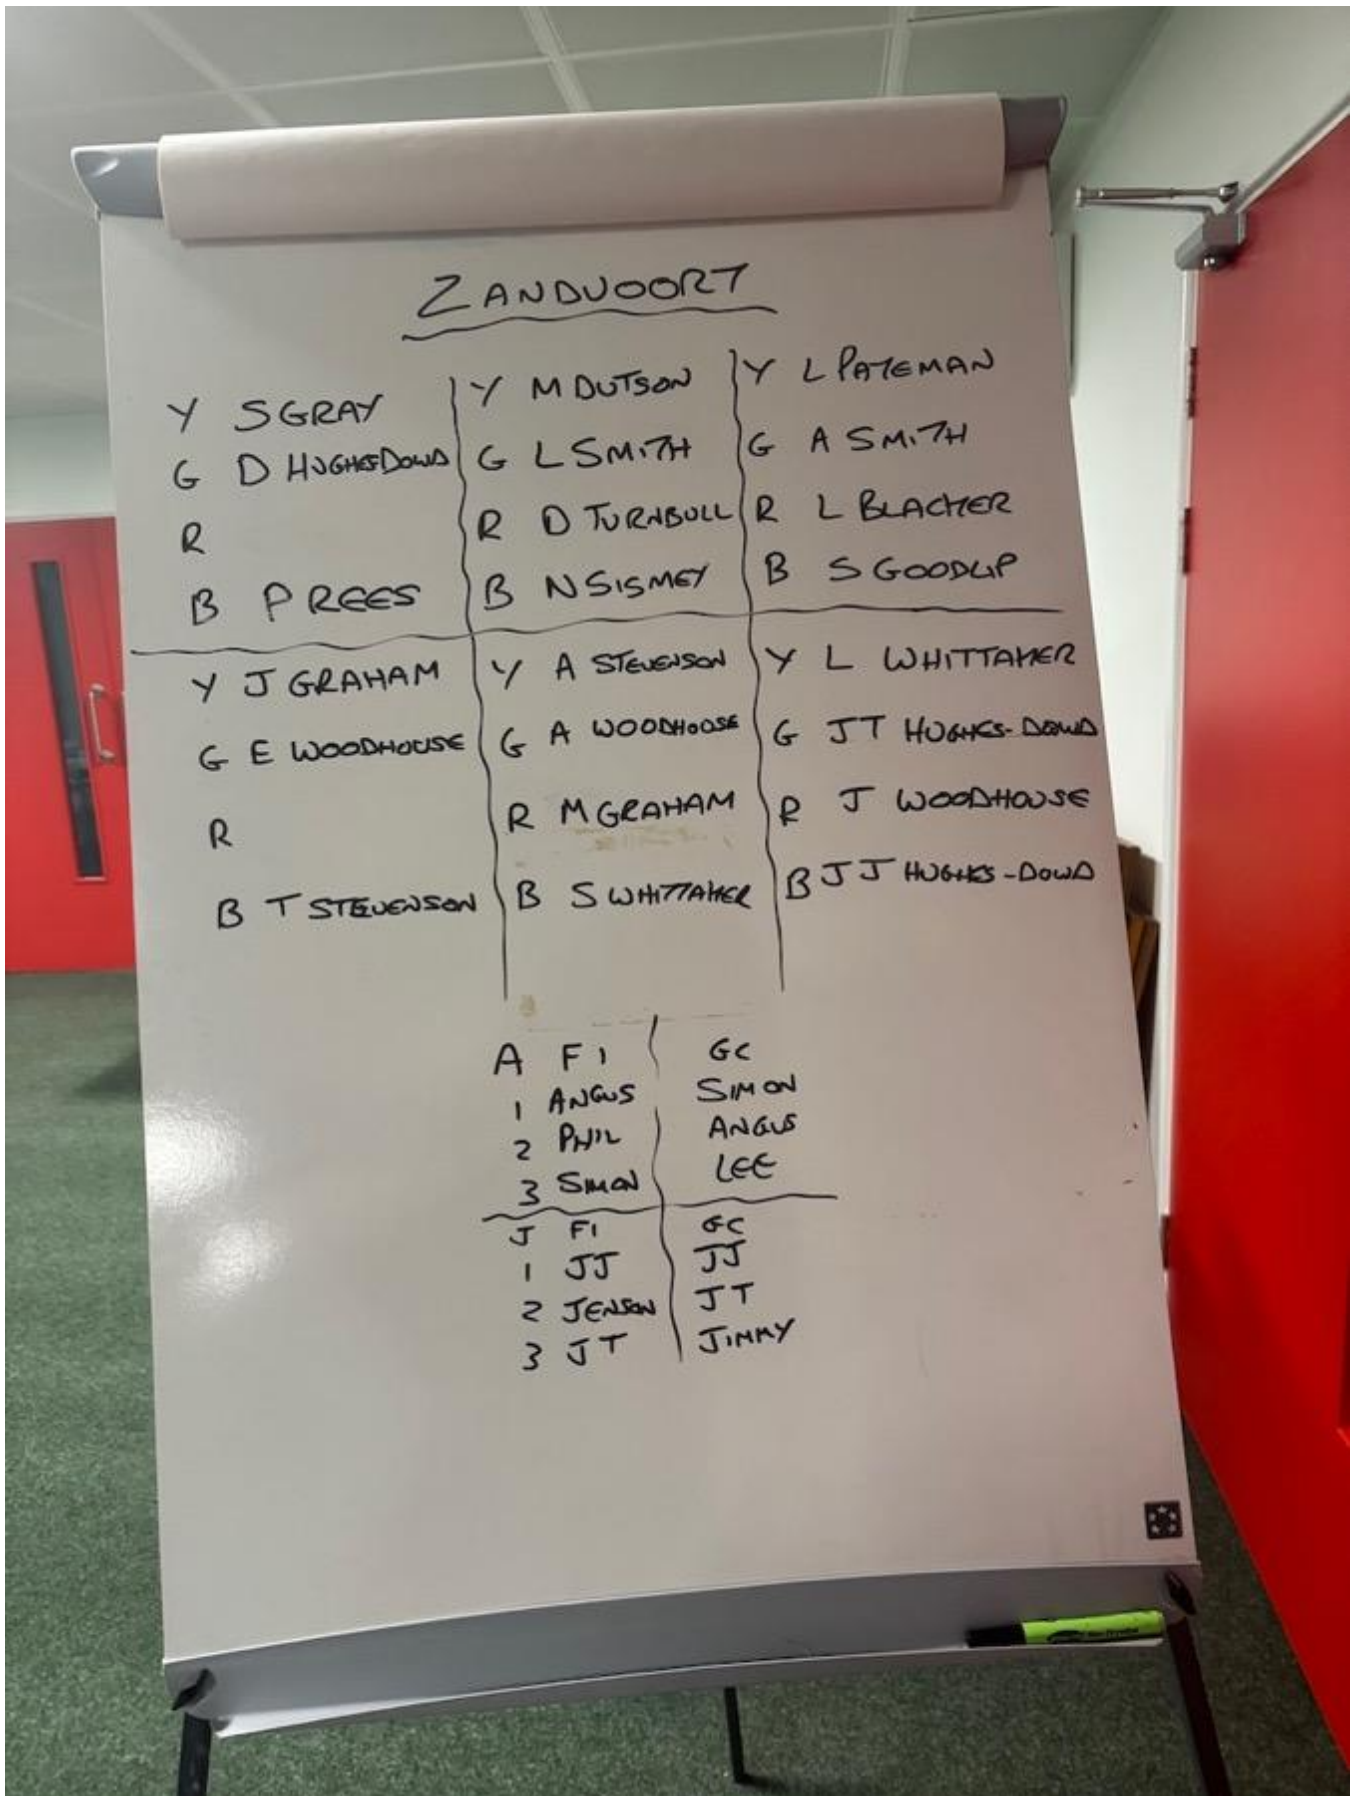 ZANDVOORT
Y S GRAY
G D HUGHES DOWD
R
B P REES
Y M DUTSON
G L SMITH
R D TURNBULL
B N SISMEY
Y L PATEMAN
G A SMITH
R L BLACKER
B S GOODLIP
Y J GRAHAM
G E WOODHOUSE
R
B T STEVENSON
Y A STEVENSON
G A WOODHOUSE
R M GRAHAM
B S WHITTAKER
Y L WHITTAKER
G JT HUGHES-DOWD
R J WOODHOUSE
B JJ HUGHES-DOWD
A F1 GC
1 ANGUS SIMON
2 PHIL ANGUS
3 SIMON LEE
J F1 GC
1 JJ JJ
2 JENSON JT
3 JT JIMMY